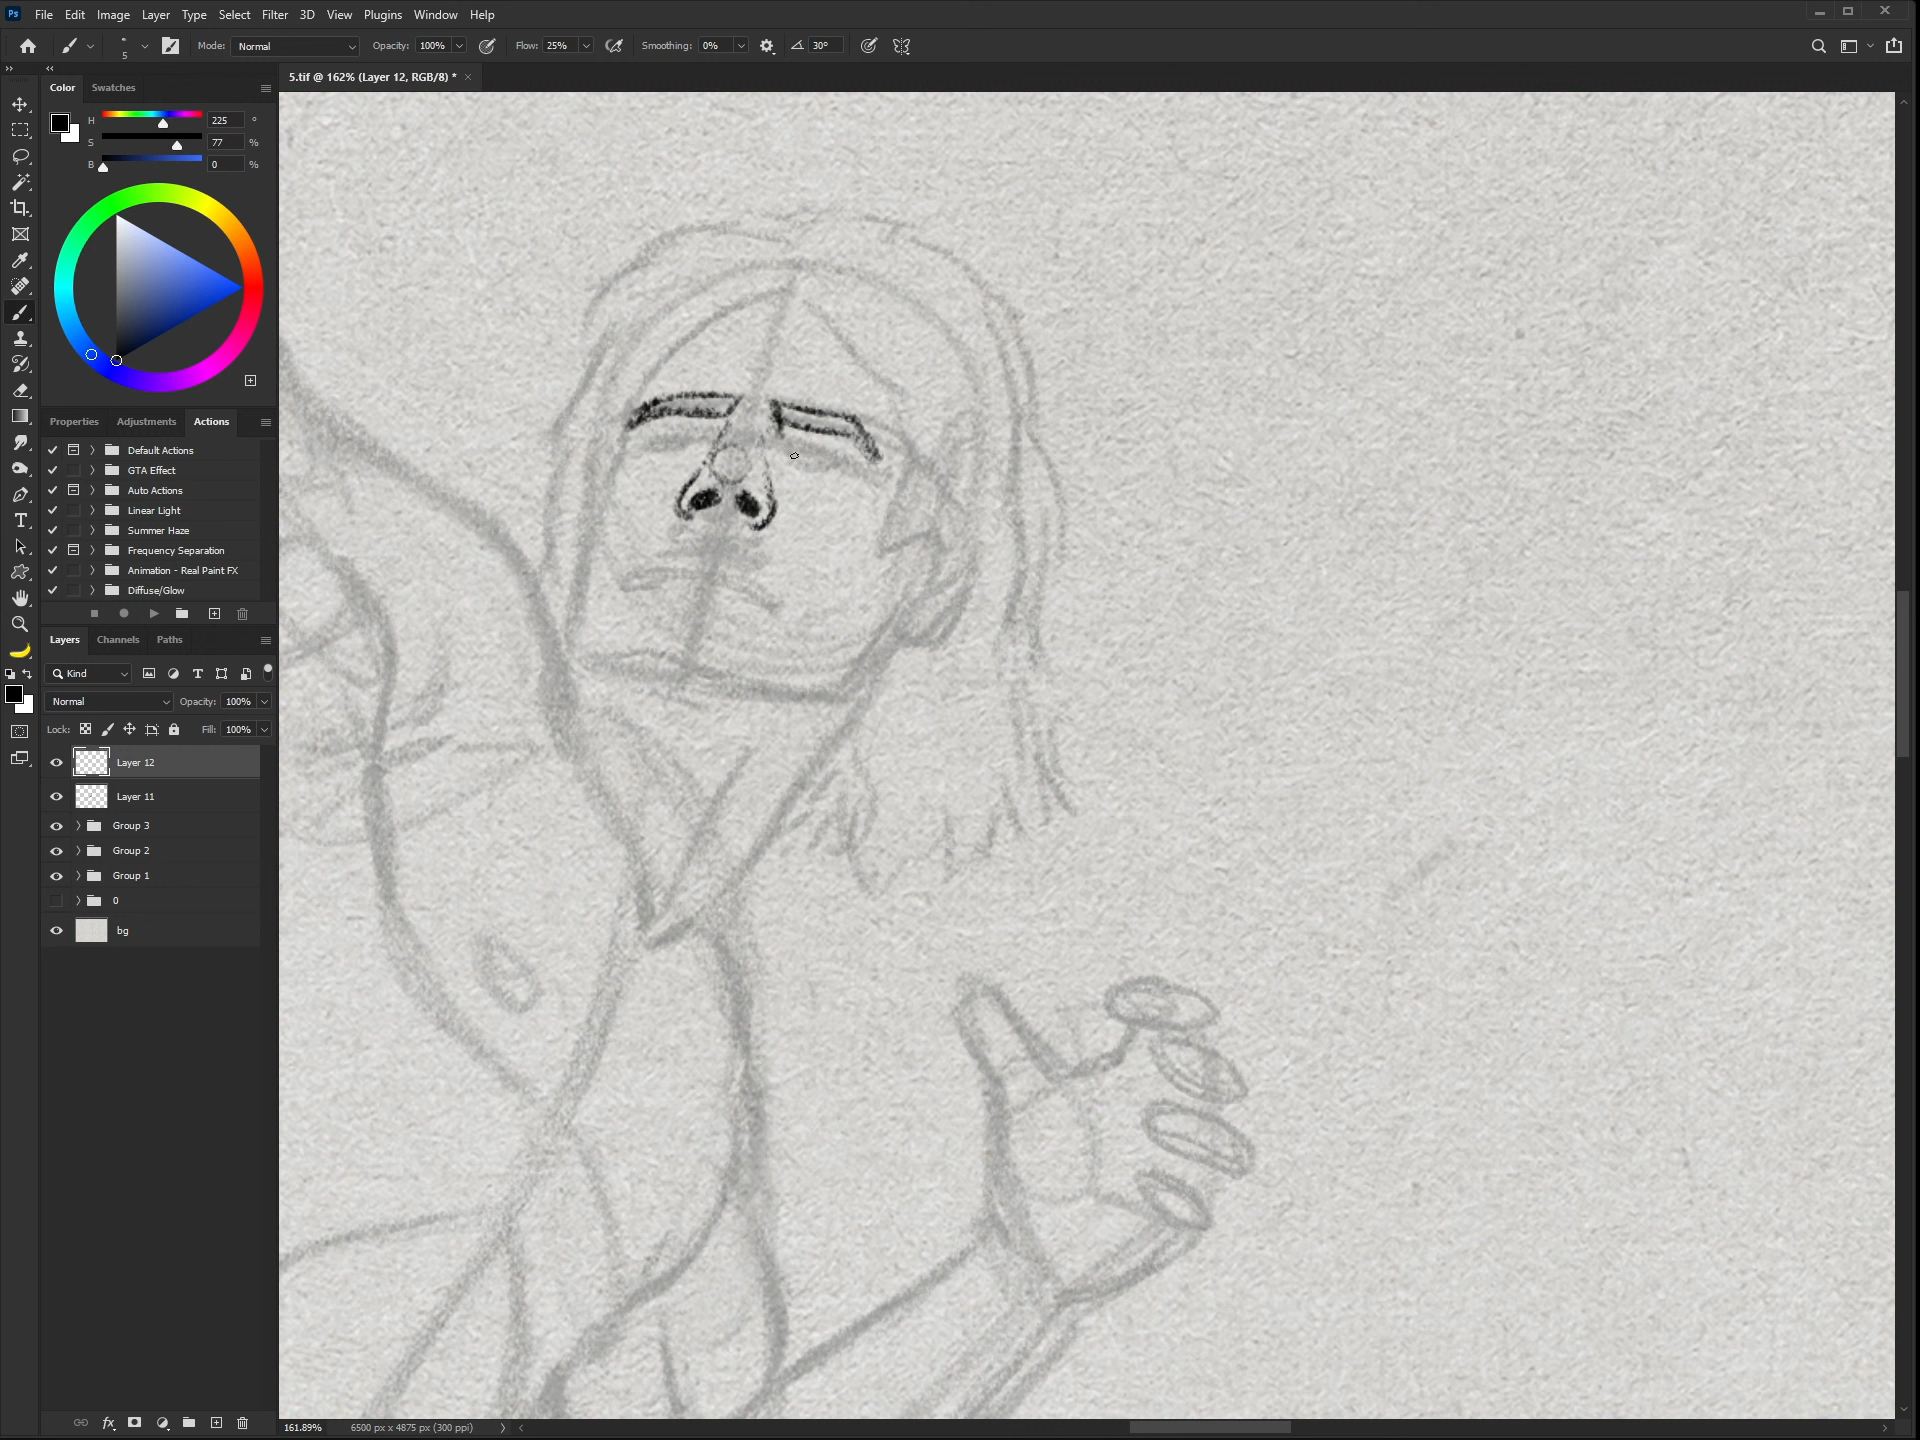 Ps File Edit Image Layer Type Select Filter 3D View Plugins Window Help
5 Mode: Normal Opacity: 100% Flow: 25% Smoothing: 0% 30°
5.tif @ 162% (Layer 12, RGB/8) * ×
Color Swatches
H 225 °
S 77 %
B 0 %
Properties Adjustments Actions
Default Actions
GTA Effect
Auto Actions
Linear Light
Summer Haze
Frequency Separation
Animation - Real Paint FX
Diffuse/Glow
Layers Channels Paths
Kind
Normal Opacity: 100%
Lock: Fill: 100%
Layer 12
Layer 11
Group 3
Group 2
Group 1
0
bg
fx
161.89% 6500 px x 4875 px (300 ppi)